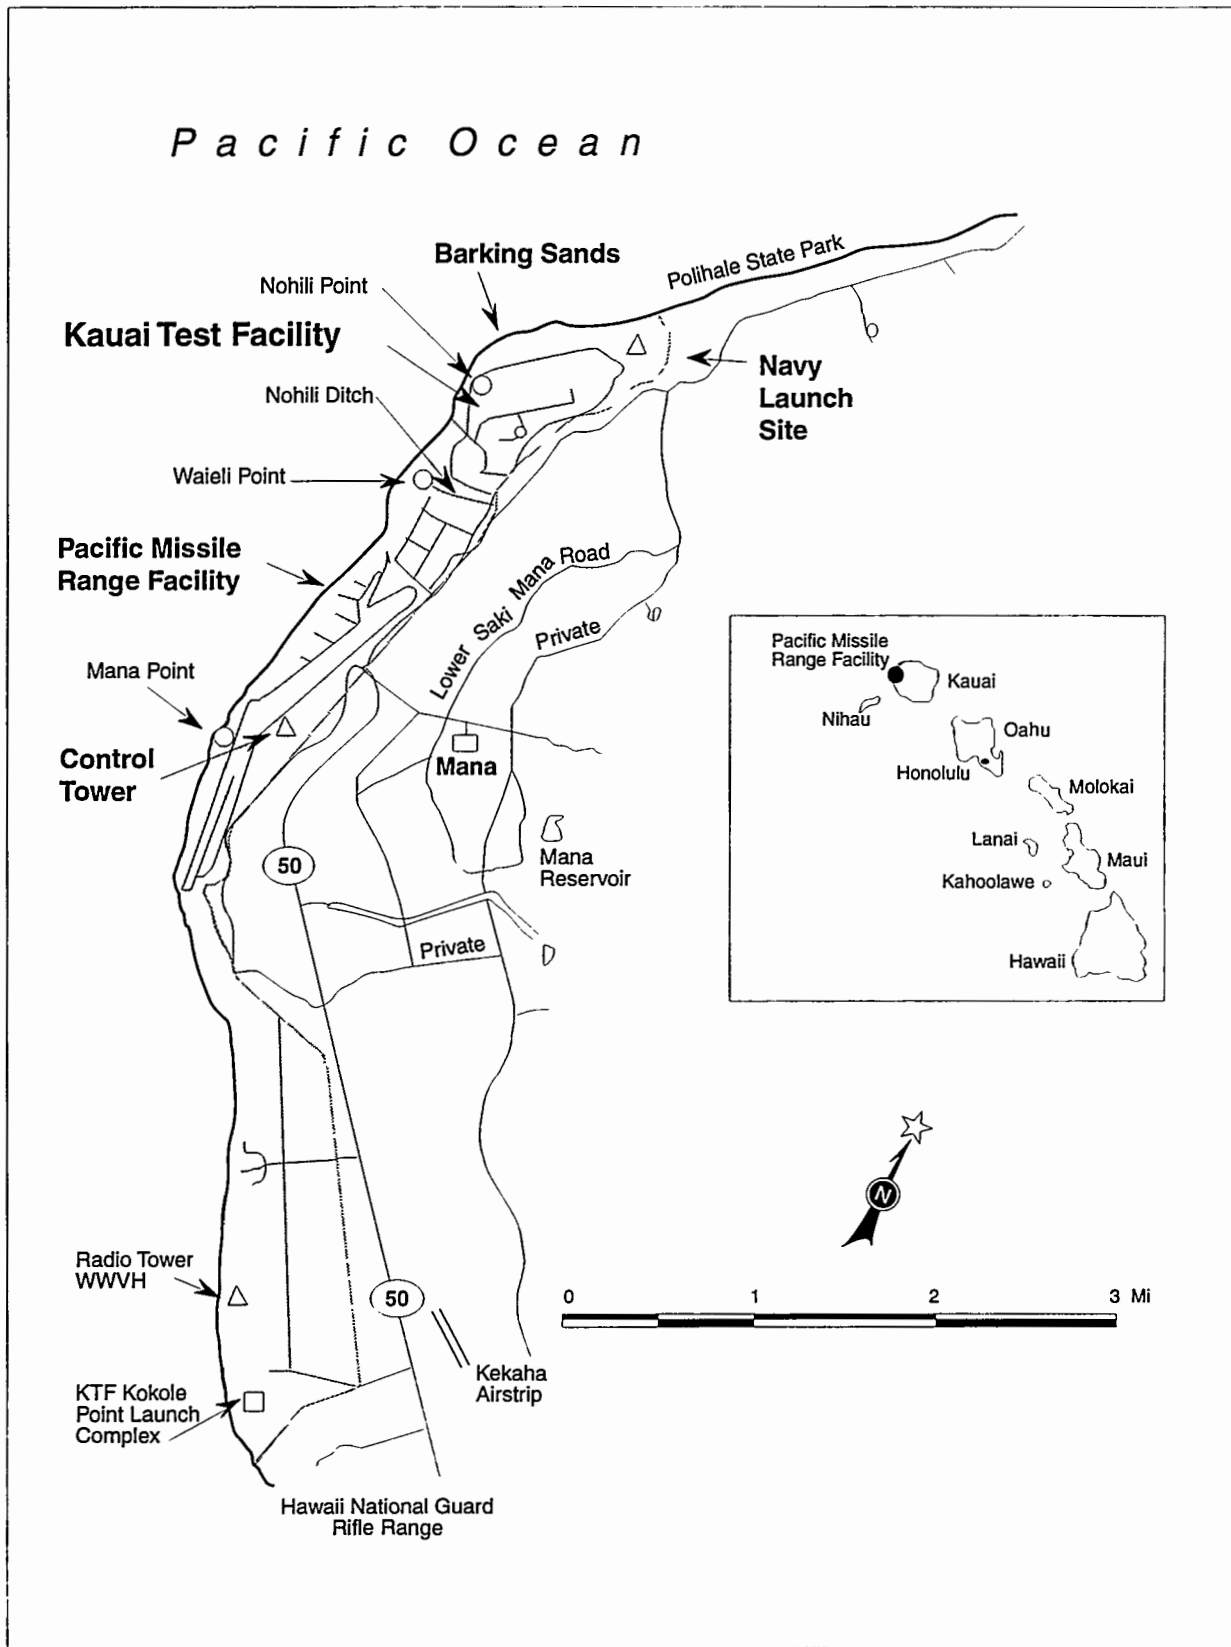 Pacific Ocean
Barking Sands
Polihale State Park
Nohili Point
Kauai Test Facility
Navy
Launch
Site
Nohili Ditch
Waieli Point
Pacific Missile
Range Facility
Lower Saki Mana Road
Private
Mana Point
Control
Tower
Mana
50
Mana
Reservoir
Private
Pacific Missile
Range Facility
Kauai
Nihau
Oahu
Honolulu
Molokai
Lanai
Maui
Kahoolawe
Hawaii
N
Radio Tower
WWVH
50
0 1 2 3 Mi
Kekaha
Airstrip
KTF Kokole
Point Launch
Complex
Hawaii National Guard
Rifle Range